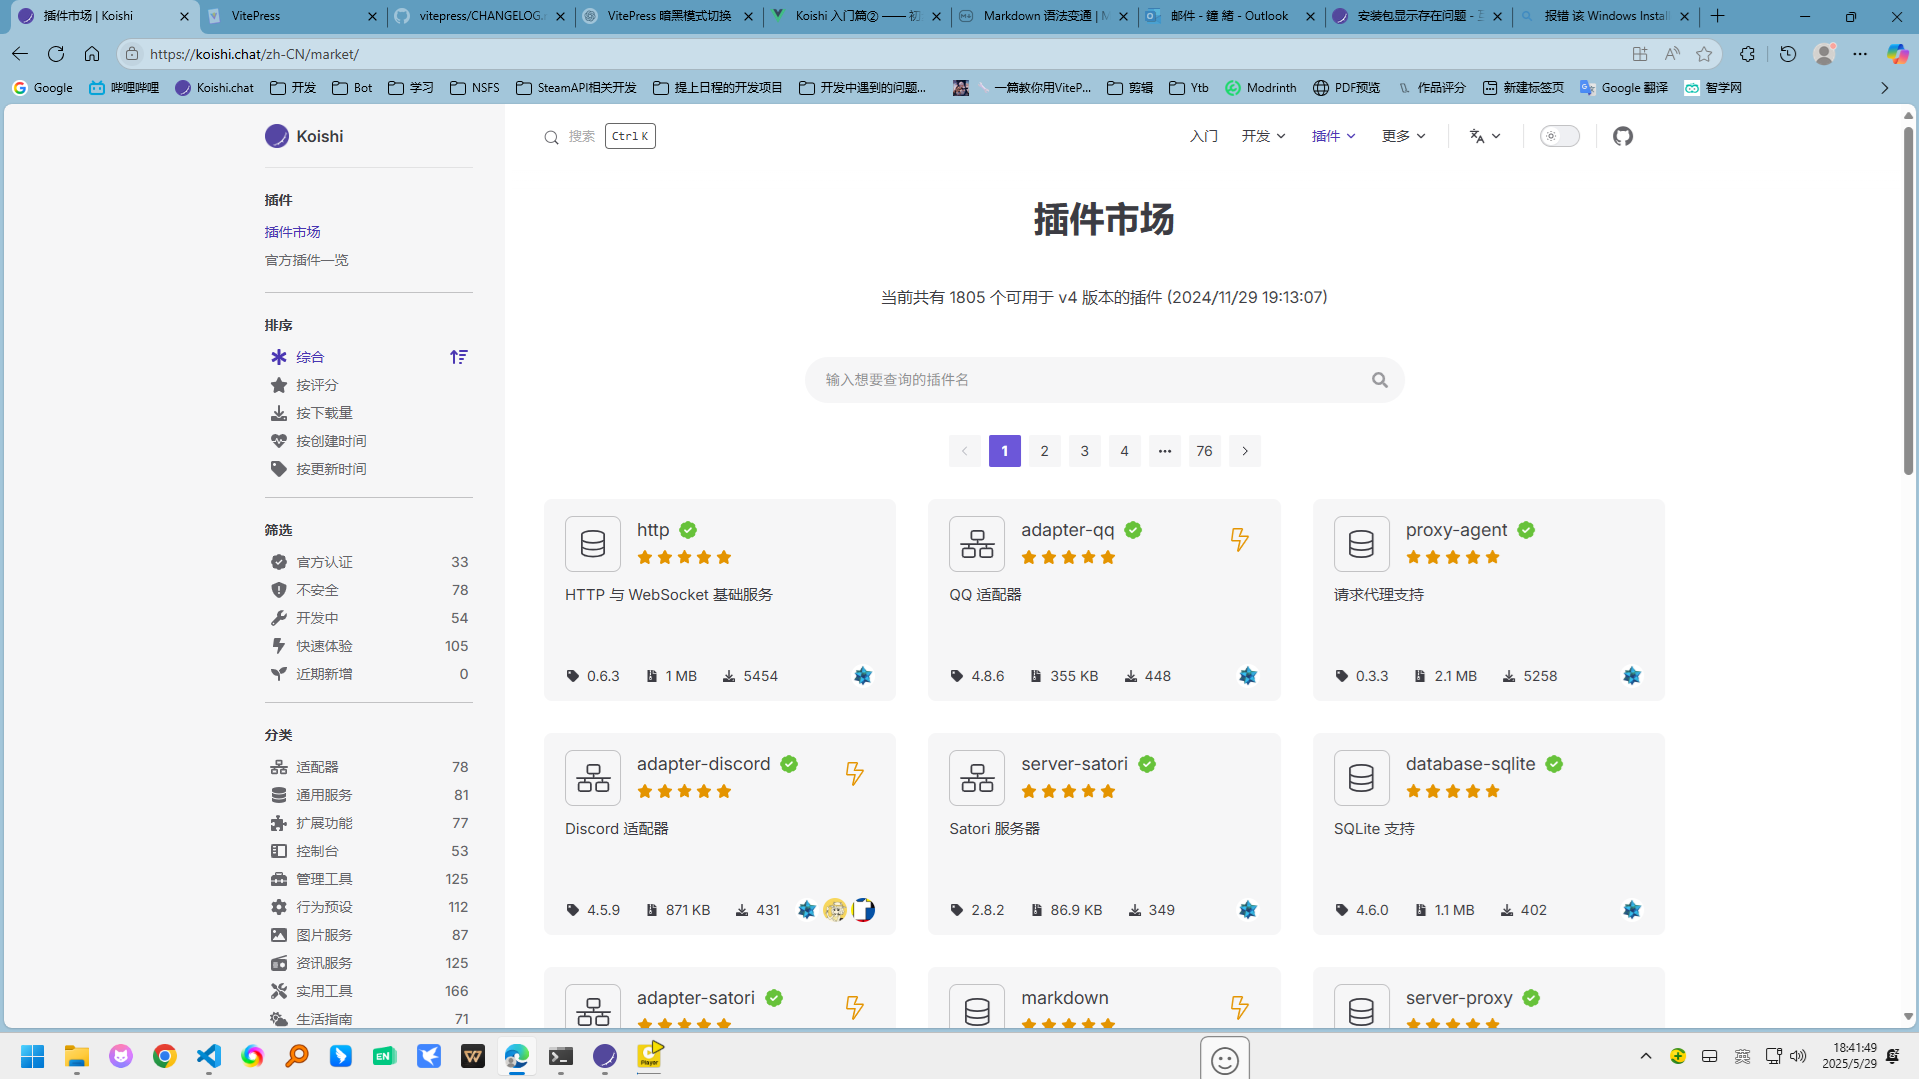 插件市场 | Koishi
VitePress
vitepress/CHANGELOG.
VitePress 暗黑模式切换
Koishi 入门篇② —— 初
Markdown 语法变通 | M
邮件 - 鐘 緒 - Outlook
安装包显示存在问题 -
报错 该 Windows Instal
https://koishi.chat/zh-CN/market/
Google
哔哩哔哩
Koishi.chat
开发
Bot
学习
NSFS
SteamAPI相关开发
提上日程的开发项目
开发中遇到的问题...
一篇教你用ViteP...
剪辑
Ytb
Modrinth
PDF预览
作品评分
新建标签页
Google 翻译
智学网
Koishi
搜索
Ctrl K
入门
开发
插件
更多
插件
插件市场
官方插件一览
排序
综合
按评分
按下载量
按创建时间
按更新时间
筛选
官方认证 33
不安全 78
开发中 54
快速体验 105
近期新增 0
分类
适配器 78
通用服务 81
扩展功能 77
控制台 53
管理工具 125
行为预设 112
图片服务 87
资讯服务 125
实用工具 166
生活指南 71
插件市场
当前共有 1805 个可用于 v4 版本的插件 (2024/11/29 19:13:07)
输入想要查询的插件名
1 2 3 4 ••• 76
http
HTTP 与 WebSocket 基础服务
0.6.3 1 MB 5454
adapter-qq
QQ 适配器
4.8.6 355 KB 448
proxy-agent
请求代理支持
0.3.3 2.1 MB 5258
adapter-discord
Discord 适配器
4.5.9 871 KB 431
server-satori
Satori 服务器
2.8.2 86.9 KB 349
database-sqlite
SQLite 支持
4.6.0 1.1 MB 402
adapter-satori
markdown
server-proxy
EN
Player
英
18:41:49
2025/5/29